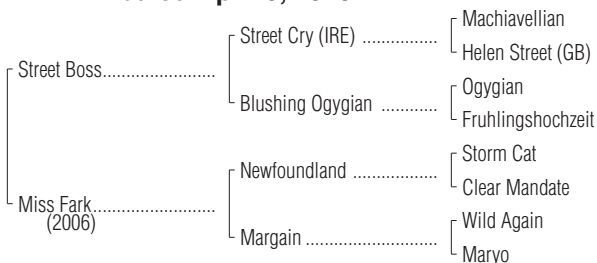 Street Boss
Miss Fark
(2006)
Street Cry (IRE)
Blushing Ogygian
Newfoundland
Margain
Machiavellian
Helen Street (GB)
Ogygian
Fruhlingshochzeit
Storm Cat
Clear Mandate
Wild Again
Maryo